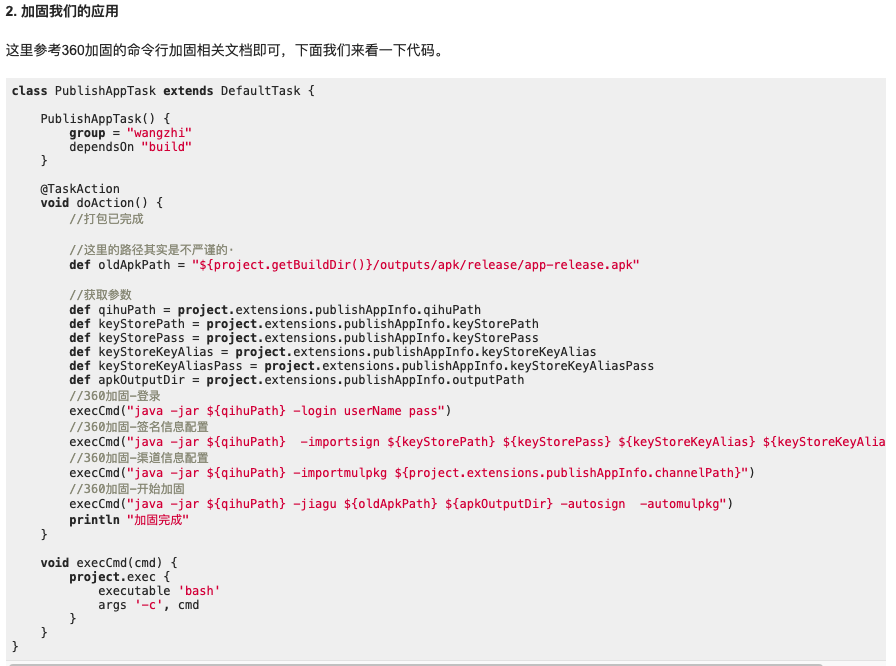 2. 加固我们的应用
这里参考360加固的命令行加固相关文档即可，下面我们来看一下代码。
class PublishAppTask extends DefaultTask {
    PublishAppTask() {
        group = "wangzhi"
        dependsOn "build"
    }
    @TaskAction
    void doAction() {
        //打包已完成
        //这里的路径其实是不严谨的·
        def oldApkPath = "${project.getBuildDir()}/outputs/apk/release/app-release.apk"
        //获取参数
        def qihuPath = project.extensions.publishAppInfo.qihuPath
        def keyStorePath = project.extensions.publishAppInfo.keyStorePath
        def keyStorePass = project.extensions.publishAppInfo.keyStorePass
        def keyStoreKeyAlias = project.extensions.publishAppInfo.keyStoreKeyAlias
        def keyStoreKeyAliasPass = project.extensions.publishAppInfo.keyStoreKeyAliasPass
        def apkOutputDir = project.extensions.publishAppInfo.outputPath
        //360加固-登录
        execCmd("java -jar ${qihuPath} -login userName pass")
        //360加固-签名信息配置
        execCmd("java -jar ${qihuPath}  -importsign ${keyStorePath} ${keyStorePass} ${keyStoreKeyAlias} ${keyStoreKeyAlia
        //360加固-渠道信息配置
        execCmd("java -jar ${qihuPath} -importmulpkg ${project.extensions.publishAppInfo.channelPath}")
        //360加固-开始加固
        execCmd("java -jar ${qihuPath} -jiagu ${oldApkPath} ${apkOutputDir} -autosign  -automulpkg")
        println "加固完成"
    }
    void execCmd(cmd) {
        project.exec {
            executable 'bash'
            args '-c', cmd
        }
    }
}